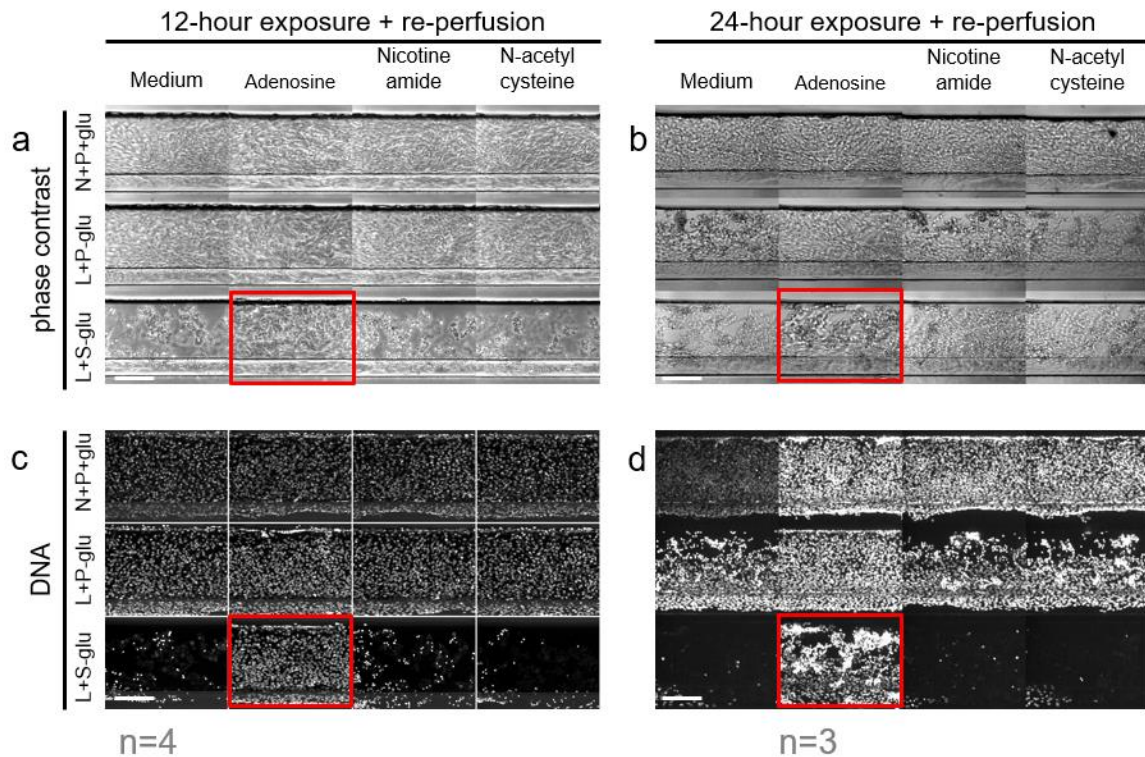 12-hour exposure + re-perfusion
24-hour exposure + re-perfusion
Medium
Adenosine
Nicotine
amide
N-acetyl
cysteine
Medium
Adenosine
Nicotine
amide
N-acetyl
cysteine
phase contrast
a
N+P+glu
L+P-glu
L+S-glu
b
DNA
c
N+P+glu
L+P-glu
L+S-glu
d
n=4
n=3